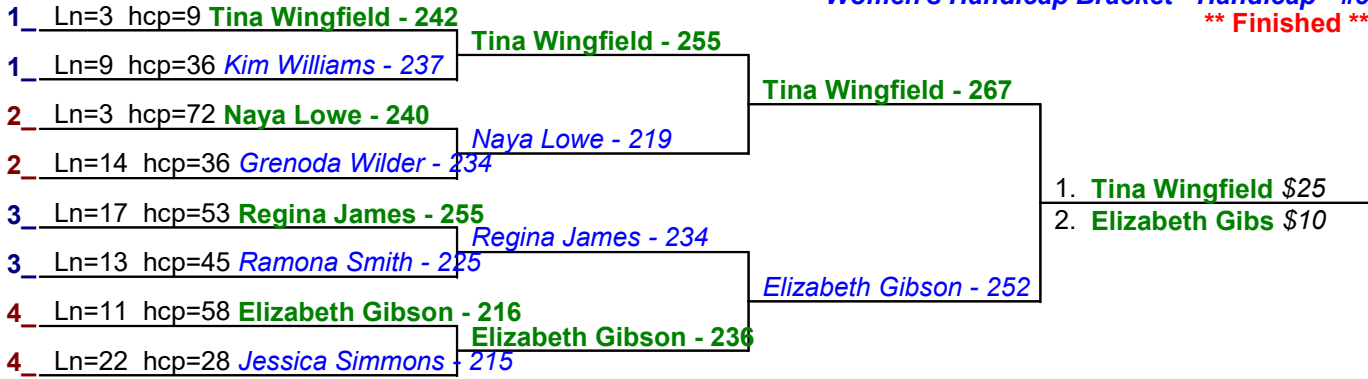 Women's Handicap Bracket - Handicap - #6
** Finished **
1_ Ln=3 hcp=9 Tina Wingfield - 242
1_ Ln=9 hcp=36 Kim Williams - 237
2_ Ln=3 hcp=72 Naya Lowe - 240
2_ Ln=14 hcp=36 Grenoda Wilder - 234
3_ Ln=17 hcp=53 Regina James - 255
3_ Ln=13 hcp=45 Ramona Smith - 225
4_ Ln=11 hcp=58 Elizabeth Gibson - 216
4_ Ln=22 hcp=28 Jessica Simmons - 215
Tina Wingfield - 255
Naya Lowe - 219
Regina James - 234
Elizabeth Gibson - 236
Tina Wingfield - 267
Elizabeth Gibson - 252
1. Tina Wingfield $25
2. Elizabeth Gibs $10